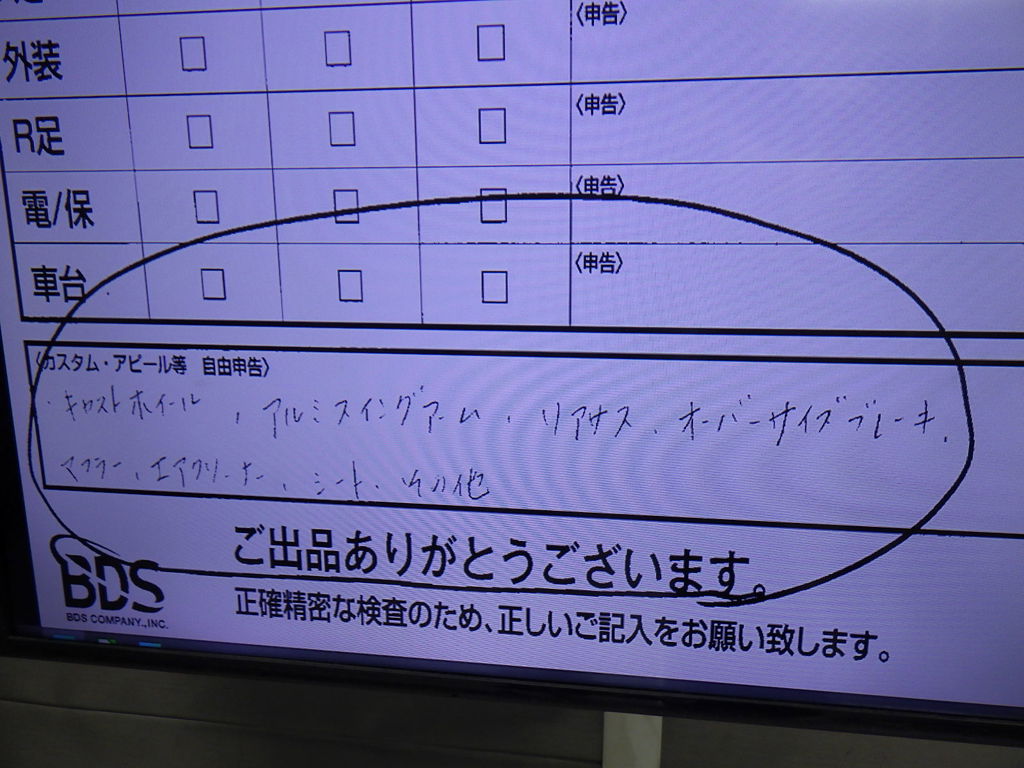 外装 □ □ □ 〈申告〉
R足 □ □ □ 〈申告〉
電/保 □ □ □ 〈申告〉
車台 □ □ □ 〈申告〉
〈カスタム・アピール等 自由申告〉
・キャストホイール、アルミスイングアーム、リアサス、オーバーサイズブレーキ、
マフラー、エアクリーナー、シート、その他
BDS
BDS COMPANY.,INC.
ご出品ありがとうございます。
正確精密な検査のため、正しいご記入をお願い致します。